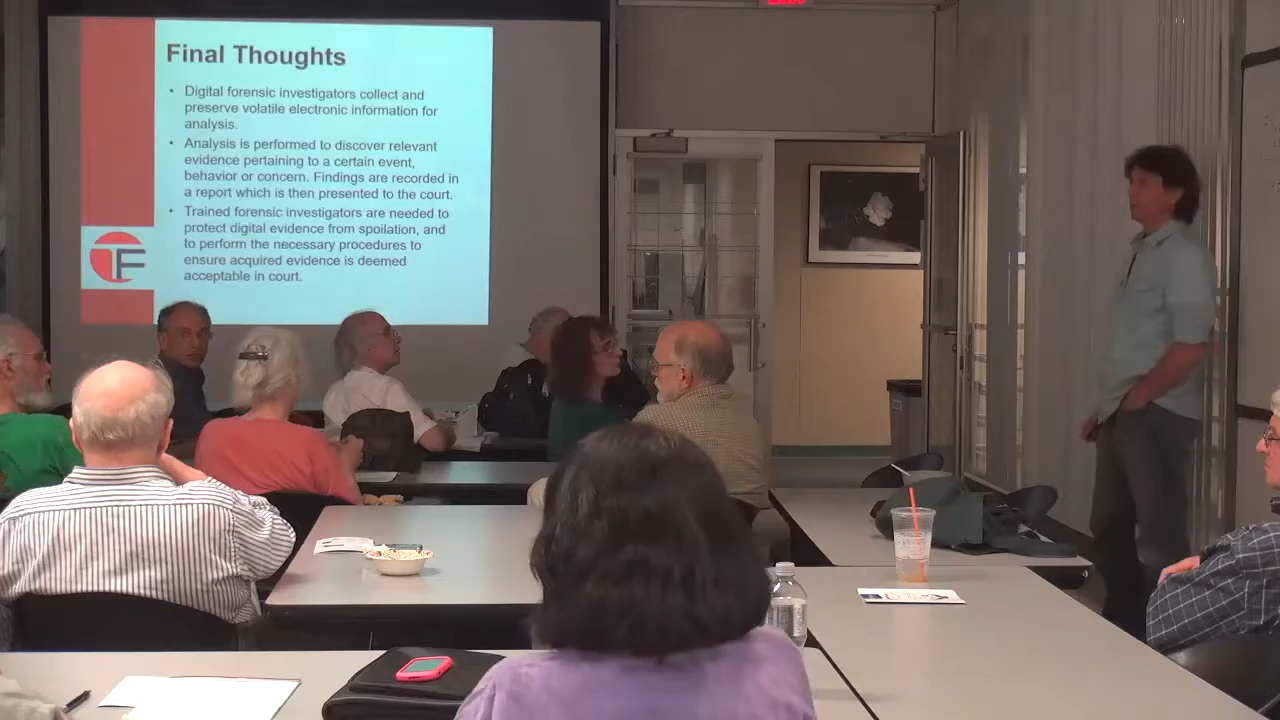 Final Thoughts
• Digital forensic investigators collect and
preserve volatile electronic information for
analysis.
• Analysis is performed to discover relevant
evidence pertaining to a certain event,
behavior or concern. Findings are recorded in
a report which is then presented to the court.
• Trained forensic investigators are needed to
protect digital evidence from spoilation, and
to perform the necessary procedures to
ensure acquired evidence is deemed
acceptable in court.
TF